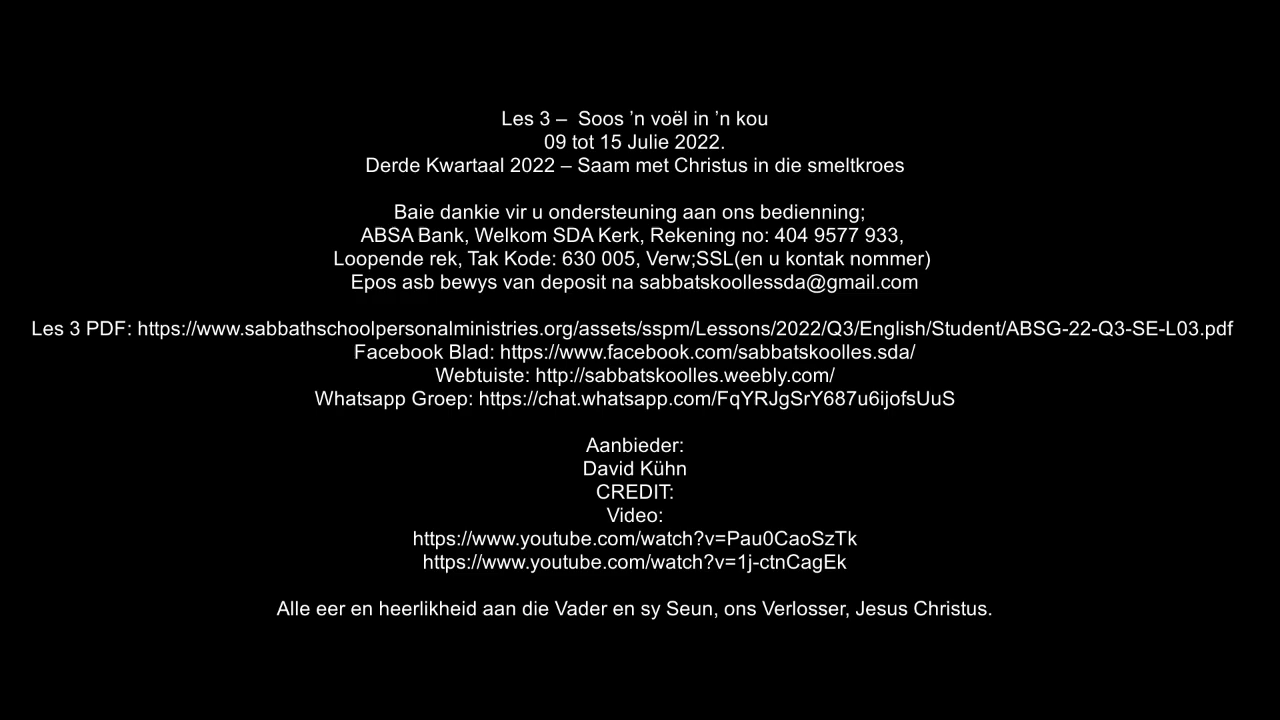 Les 3 –  Soos ’n voël in ’n kou
09 tot 15 Julie 2022.
Derde Kwartaal 2022 – Saam met Christus in die smeltkroes
Baie dankie vir u ondersteuning aan ons bedienning;
ABSA Bank, Welkom SDA Kerk, Rekening no: 404 9577 933,
Loopende rek, Tak Kode: 630 005, Verw;SSL(en u kontak nommer)
Epos asb bewys van deposit na sabbatskoollessda@gmail.com
Les 3 PDF: https://www.sabbathschoolpersonalministries.org/assets/sspm/Lessons/2022/Q3/English/Student/ABSG-22-Q3-SE-L03.pdf
Facebook Blad: https://www.facebook.com/sabbatskoolles.sda/
Webtuiste: http://sabbatskoolles.weebly.com/
Whatsapp Groep: https://chat.whatsapp.com/FqYRJgSrY687u6ijofsUuS
Aanbieder:
David Kühn
CREDIT:
Video:
https://www.youtube.com/watch?v=Pau0CaoSzTk
https://www.youtube.com/watch?v=1j-ctnCagEk
Alle eer en heerlikheid aan die Vader en sy Seun, ons Verlosser, Jesus Christus.